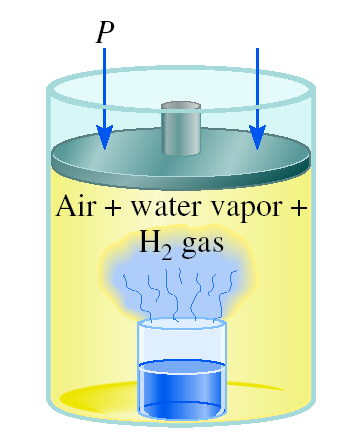 P
Air + water vapor +
H₂ gas